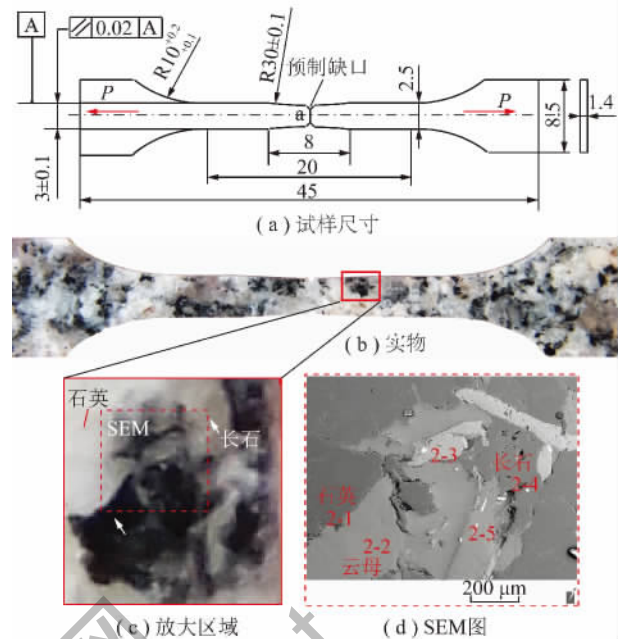 A
∥ 0.02 A
R10+0.2 +0.1
R30±0.1
预制缺口
2.5
P
a
P
8.5
1.4
3±0.1
8
20
45
(a)试样尺寸
(b)实物
石英
SEM
长石
(c)放大区域
2-3
长石
2-4
石英
2-1
2-5
2-2
云母
200 μm
(d)SEM图